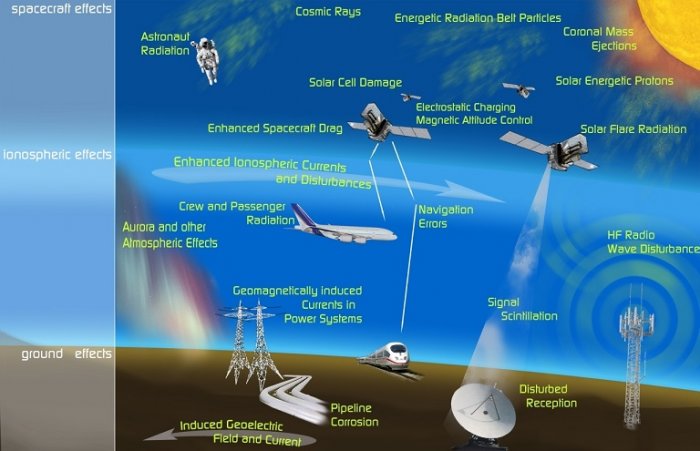 spacecraft effects
Cosmic Rays
Energetic Radiation Belt Particles
Coronal Mass
Ejections
Astronaut
Radiation
Solar Cell Damage
Solar Energetic Protons
Electrostatic Charging
Magnetic Attitude Control
Enhanced Spacecraft Drag
Solar Flare Radiation
ionospheric effects
Enhanced Ionospheric Currents
and Disturbances
Crew and Passenger
Radiation
Navigation
Errors
Aurora and other
Atmospheric Effects
HF Radio
Wave Disturbance
Geomagnetically induced
Currents in
Power Systems
Signal
Scintillation
ground effects
Disturbed
Reception
Pipeline
Corrosion
Induced Geoelectric
Field and Current